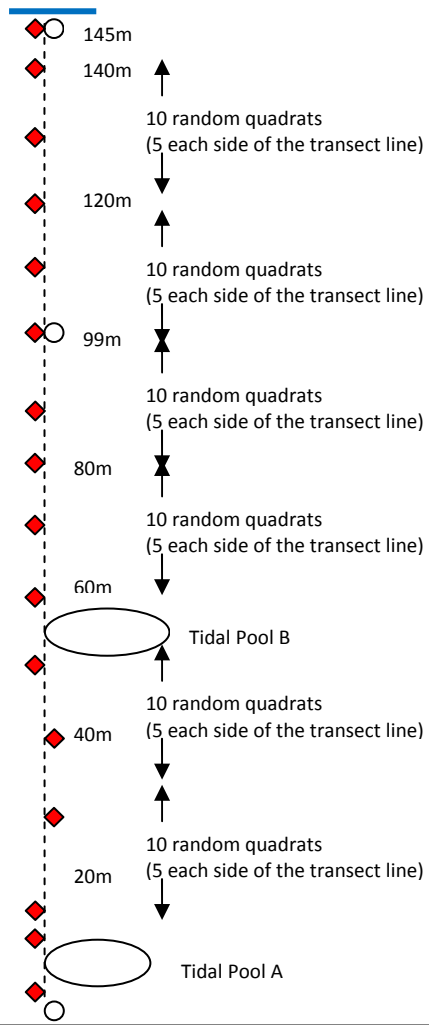 145m
140m
10 random quadrats
(5 each side of the transect line)
120m
10 random quadrats
(5 each side of the transect line)
99m
10 random quadrats
(5 each side of the transect line)
80m
10 random quadrats
(5 each side of the transect line)
60m
Tidal Pool B
10 random quadrats
40m
(5 each side of the transect line)
10 random quadrats
(5 each side of the transect line)
20m
Tidal Pool A